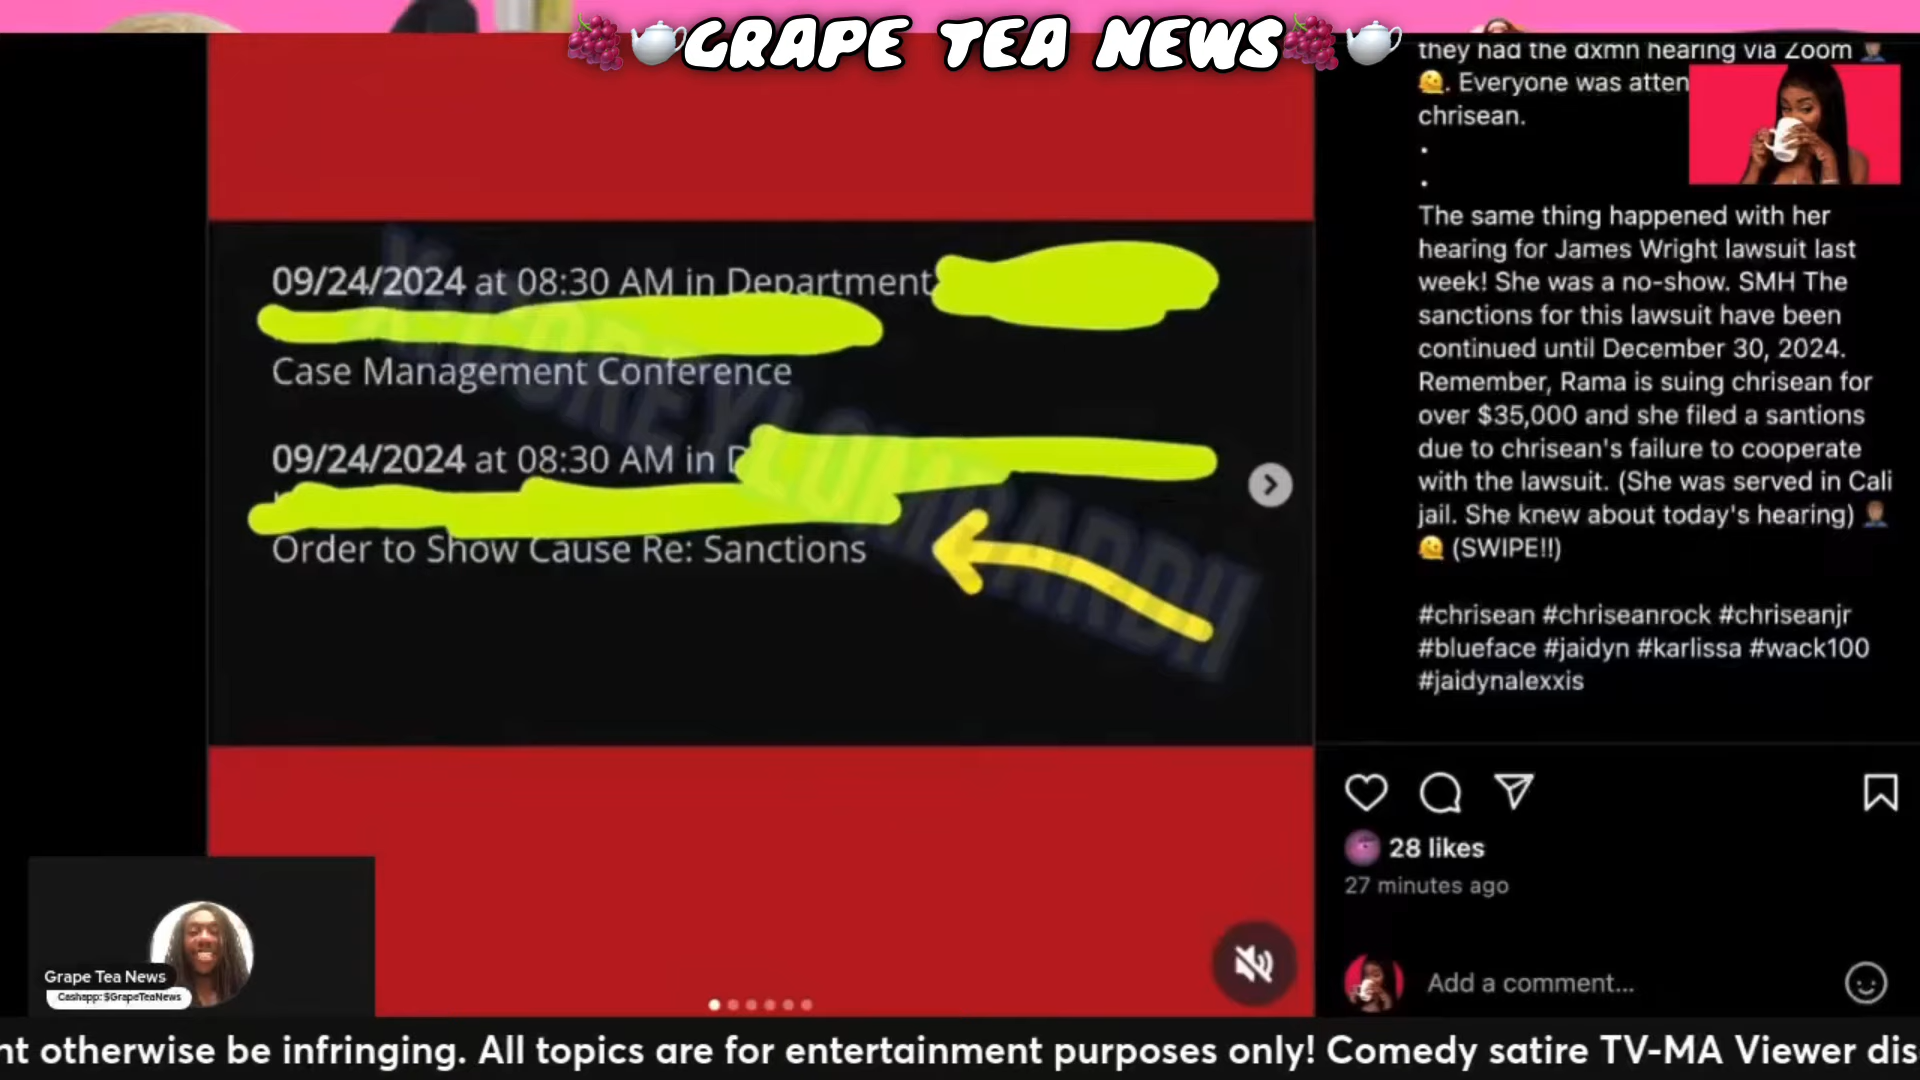 GRAPE TEA NEWS
they had the dxmn hearing via Zoom
. Everyone was atten
chrisean.
.
.
The same thing happened with her
hearing for James Wright lawsuit last
week! She was a no-show. SMH The
sanctions for this lawsuit have been
continued until December 30, 2024.
Remember, Rama is suing chrisean for
over $35,000 and she filed a santions
due to chrisean's failure to cooperate
with the lawsuit. (She was served in Cali
jail. She knew about today's hearing)
(SWIPE!!)
#chrisean #chriseanrock #chriseanjr
#blueface #jaidyn #karlissa #wack100
#jaidynalexxis
09/24/2024 at 08:30 AM in Department
Case Management Conference
09/24/2024 at 08:30 AM in D
Order to Show Cause Re: Sanctions
28 likes
27 minutes ago
Add a comment...
Grape Tea News
Cashapp: $GrapeTeaNews
nt otherwise be infringing. All topics are for entertainment purposes only! Comedy satire TV-MA Viewer dis